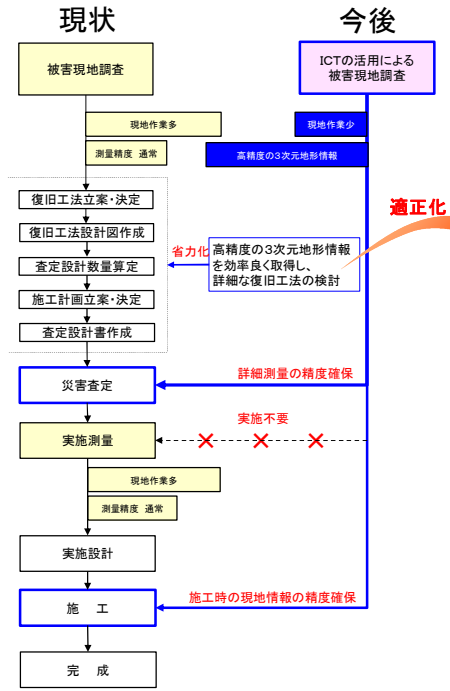 現状
今後
被害現地調査
ICTの活用による
被害現地調査
現地作業多
現地作業少
測量精度 通常
高精度の3次元地形情報
復旧工法立案・決定
適正化
復旧工法設計図作成
省力化
高精度の3次元地形情報
を効率良く取得し、
詳細な復旧工法の検討
査定設計数量算定
施工計画立案・決定
査定設計書作成
詳細測量の精度確保
災害査定
実施不要
実施測量
現地作業多
測量精度 通常
実施設計
施工時の現地情報の精度確保
施 工
完 成